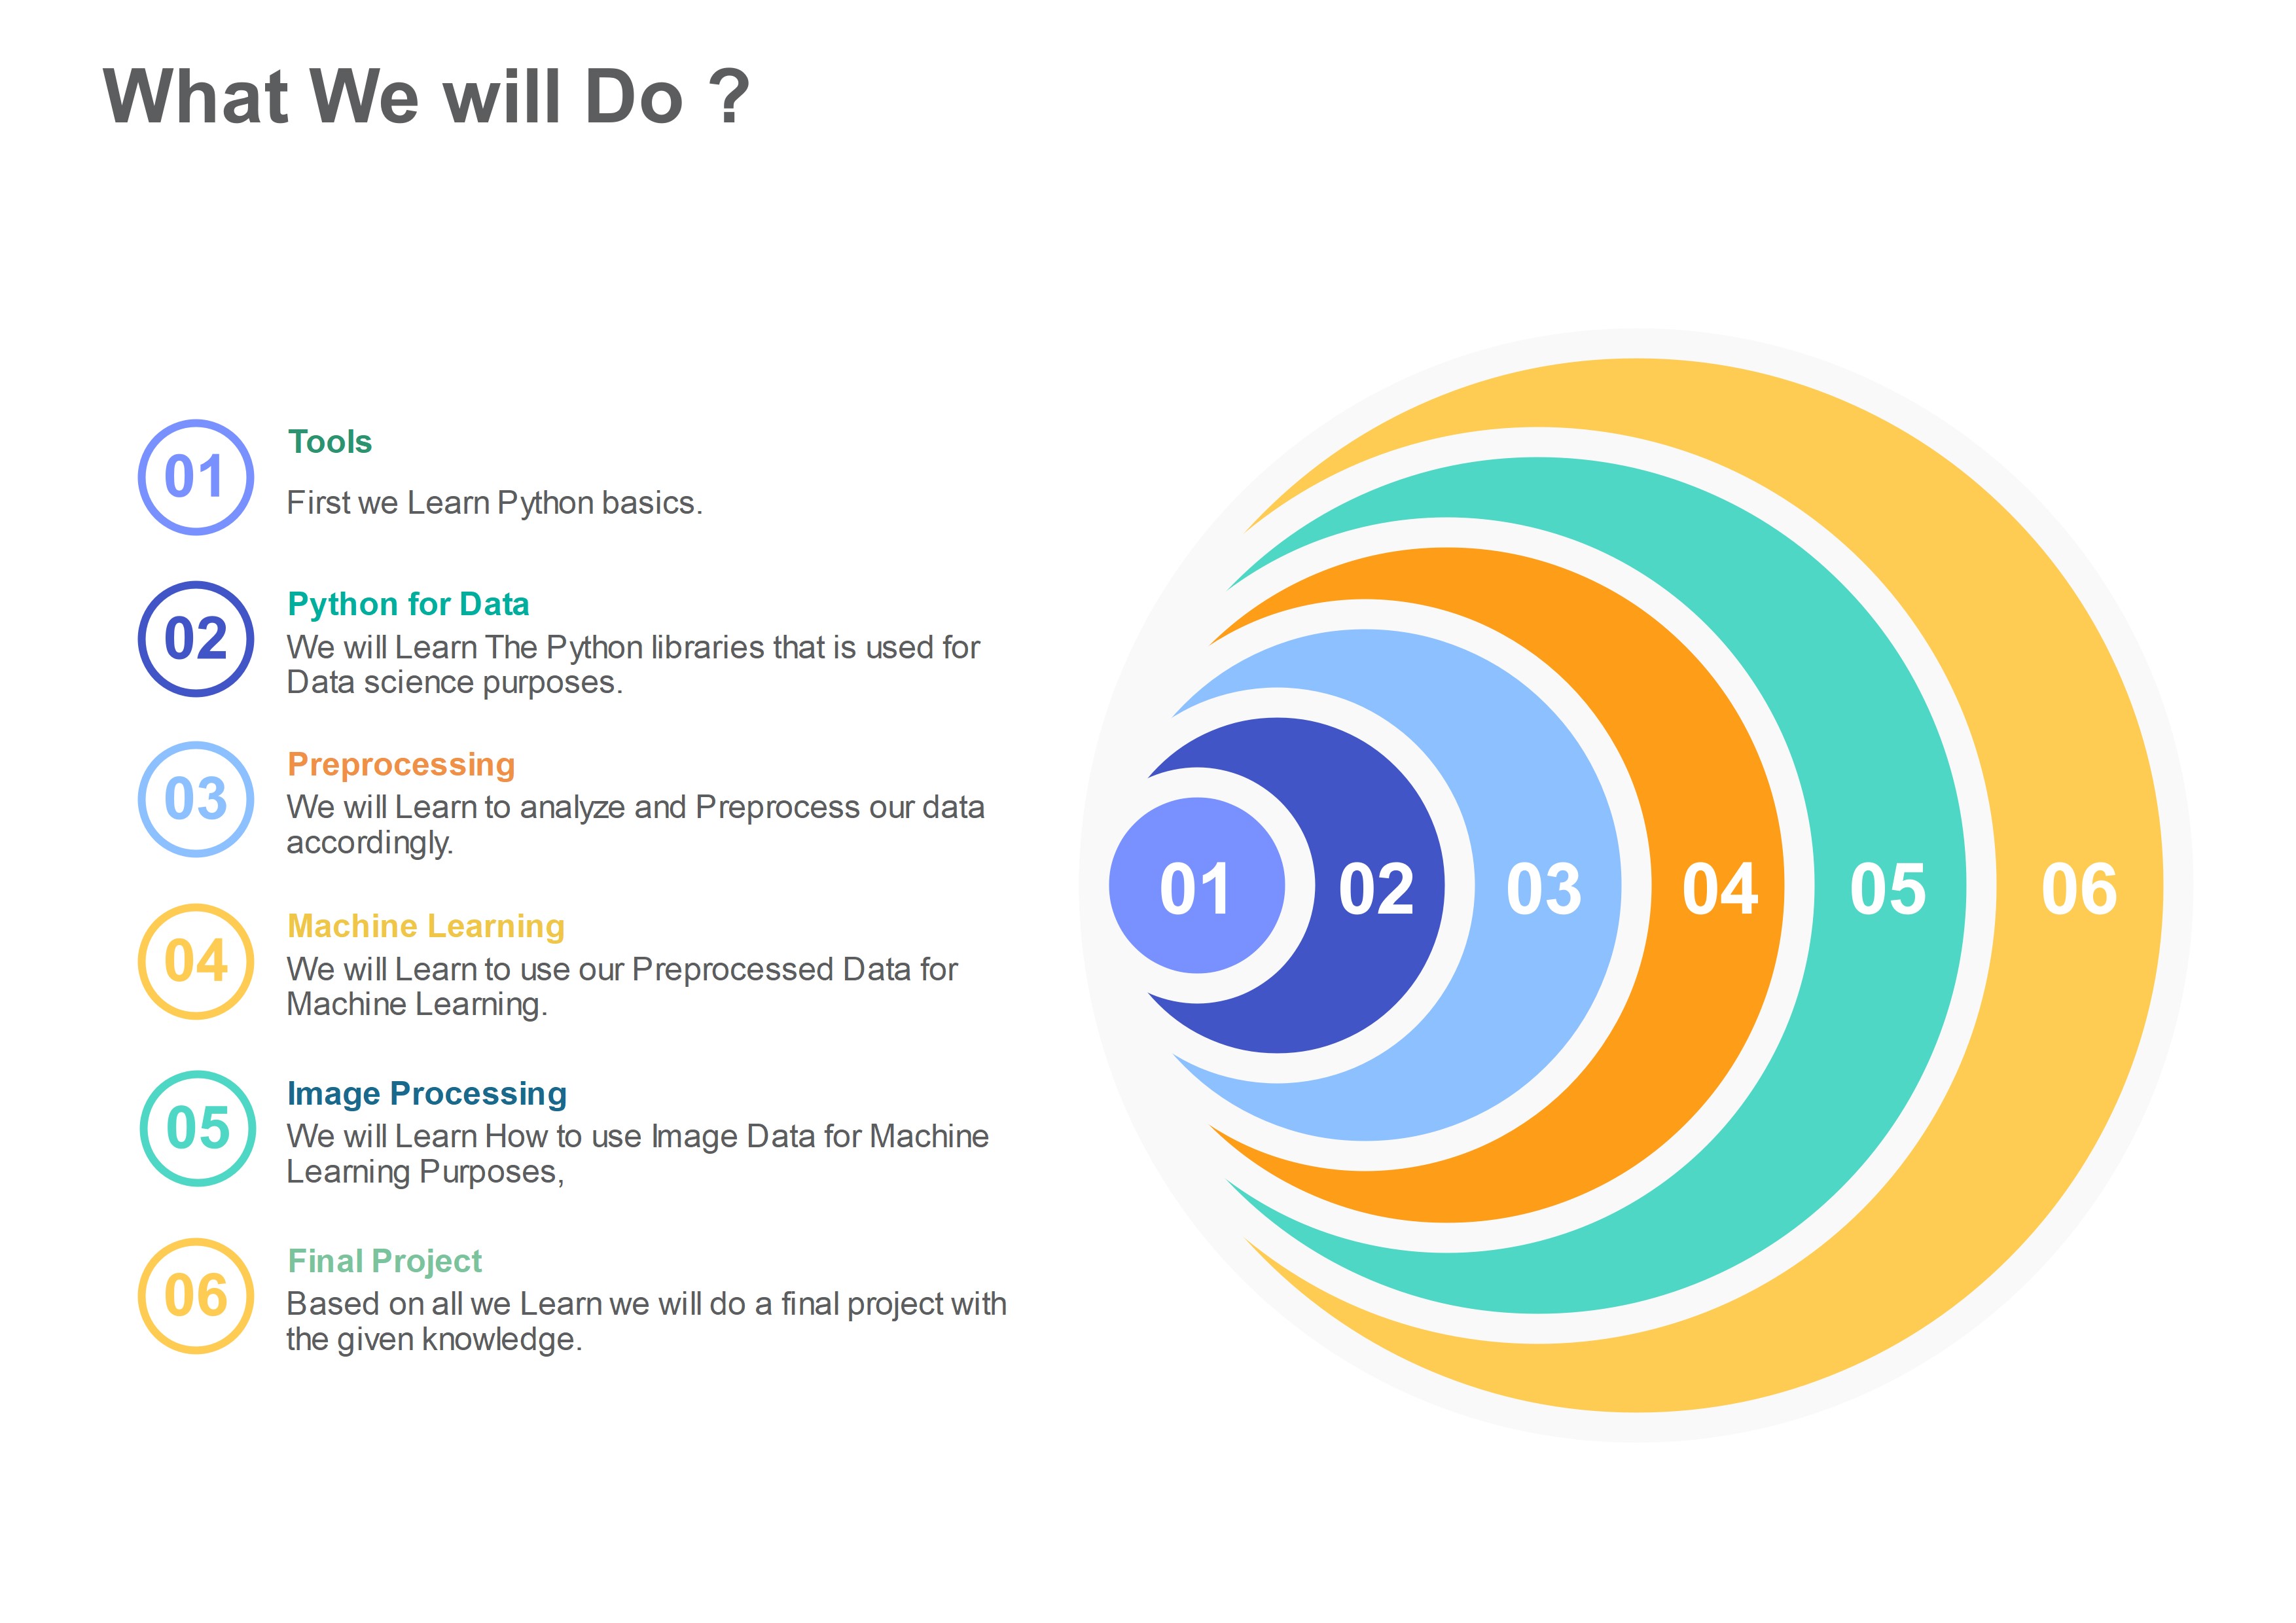 What We will Do ?
01
Tools
First we Learn Python basics.
02
Python for Data
We will Learn The Python libraries that is used for
Data science purposes.
03
Preprocessing
We will Learn to analyze and Preprocess our data
accordingly.
04
Machine Learning
We will Learn to use our Preprocessed Data for
Machine Learning.
05
Image Processing
We will Learn How to use Image Data for Machine
Learning Purposes,
06
Final Project
Based on all we Learn we will do a final project with
the given knowledge.
01 02 03 04 05 06